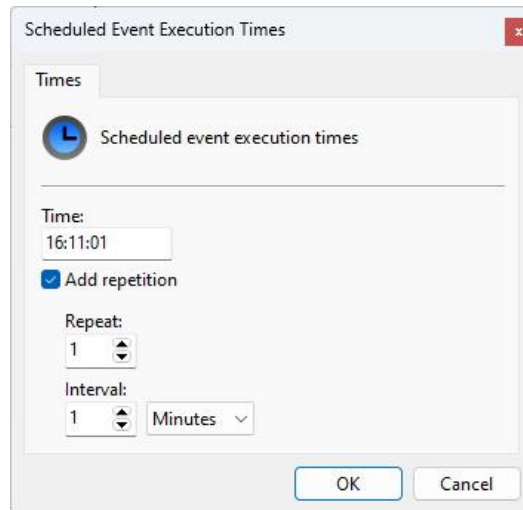 Scheduled Event Execution Times
x
Times
Scheduled event execution times
Time:
16:11:01
Add repetition
Repeat:
1
Interval:
1 Minutes
OK Cancel